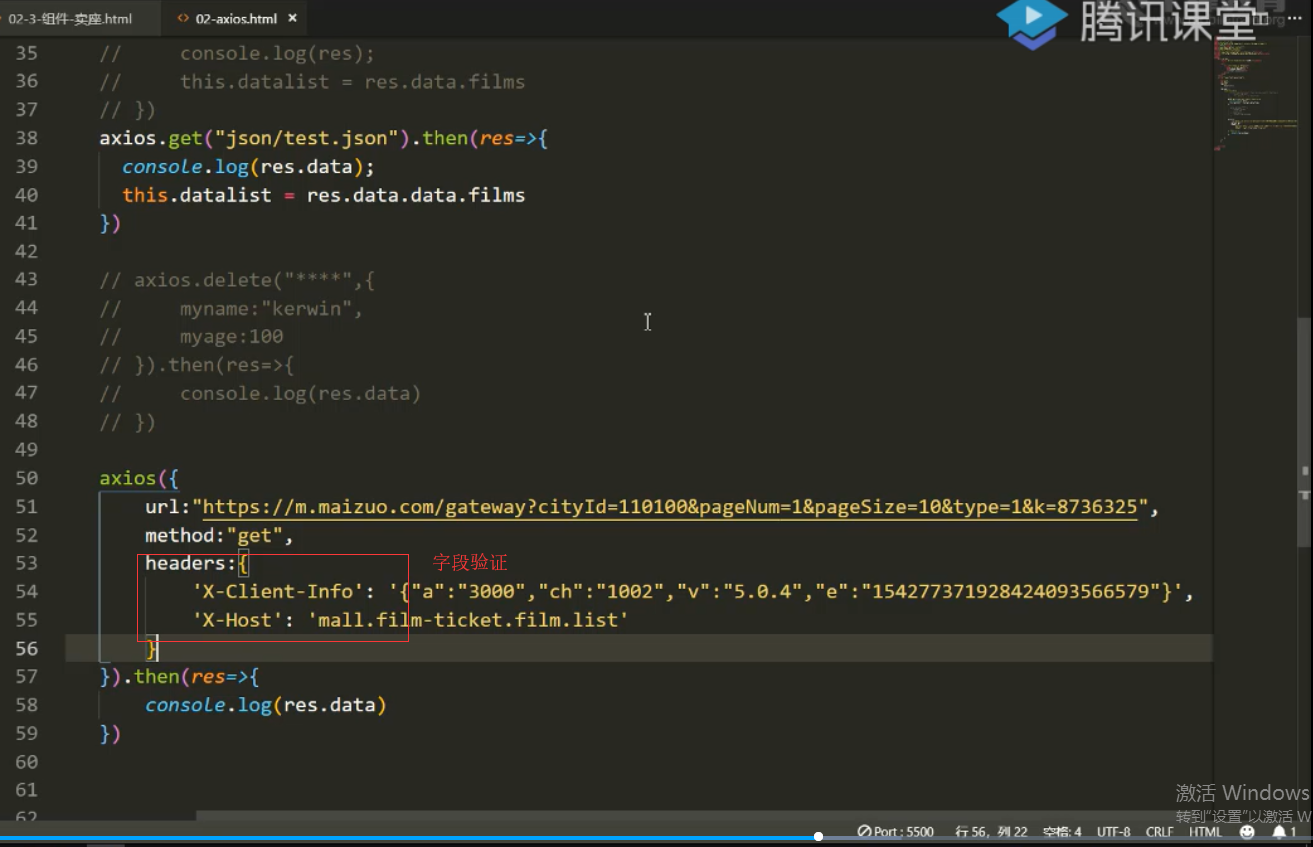 02-3-组件-卖座.html 02-axios.html × 腾讯课堂 ···
35 // console.log(res);
36 // this.datalist = res.data.films
37 // })
38 axios.get("json/test.json").then(res=>{
39 console.log(res.data);
40 this.datalist = res.data.data.films
41 })
42
43 // axios.delete("****",{
44 // myname:"kerwin",
45 // myage:100
46 // }).then(res=>{
47 // console.log(res.data)
48 // })
49
50 axios({
51 url:"https://m.maizuo.com/gateway?cityId=110100&pageNum=1&pageSize=10&type=1&k=8736325",
52 method:"get",
53 headers:{ 字段验证
54 'X-Client-Info': '{"a":"3000","ch":"1002","v":"5.0.4","e":"154277371928424093566579"}',
55 'X-Host': 'mall.film-ticket.film.list'
56 }
57 }).then(res=>{
58 console.log(res.data)
59 })
60
61
62
激活 Windows
转到"设置"以激活 W
Port : 5500 行 56，列 22 空格: 4 UTF-8 CRLF HTML 1